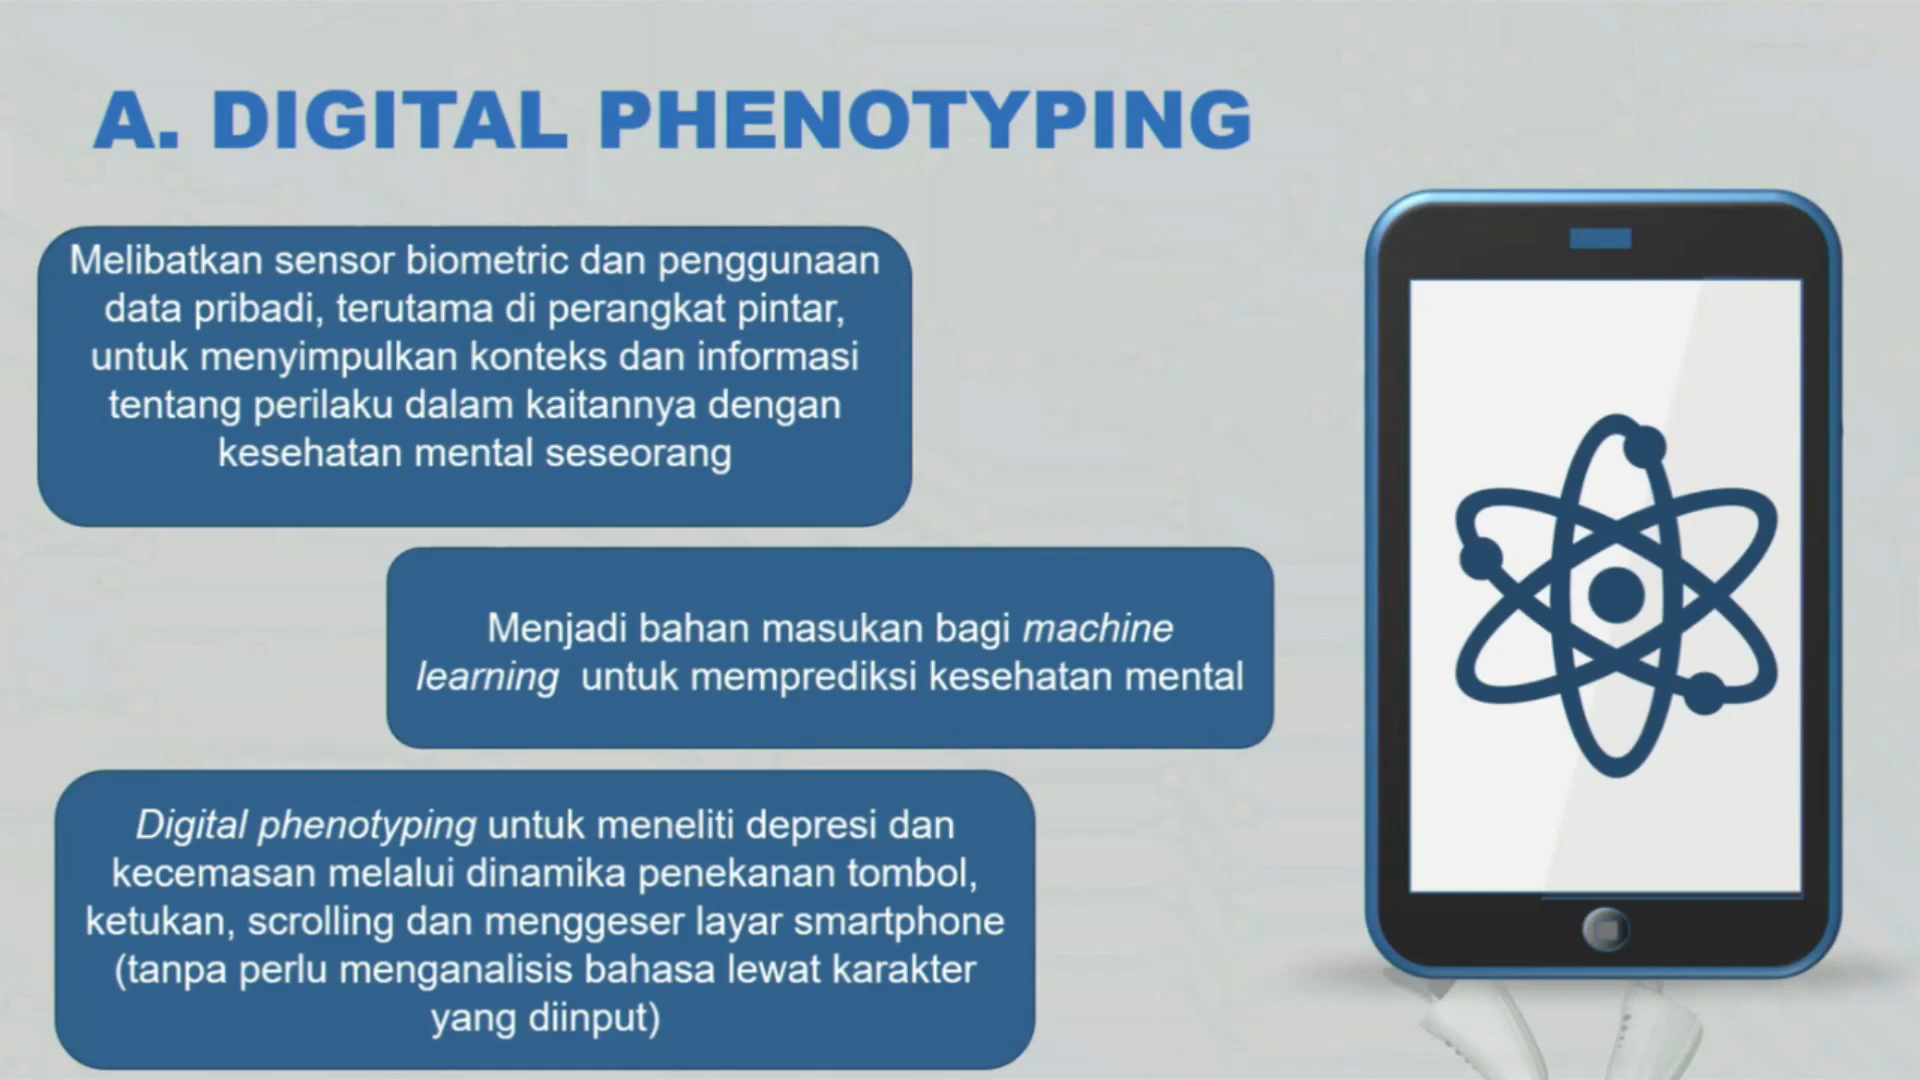 A. DIGITAL PHENOTYPING
Melibatkan sensor biometric dan penggunaan
data pribadi, terutama di perangkat pintar,
untuk menyimpulkan konteks dan informasi
tentang perilaku dalam kaitannya dengan
kesehatan mental seseorang
Menjadi bahan masukan bagi machine
learning untuk memprediksi kesehatan mental
Digital phenotyping untuk meneliti depresi dan
kecemasan melalui dinamika penekanan tombol,
ketukan, scrolling dan menggeser layar smartphone
(tanpa perlu menganalisis bahasa lewat karakter
yang diinput)